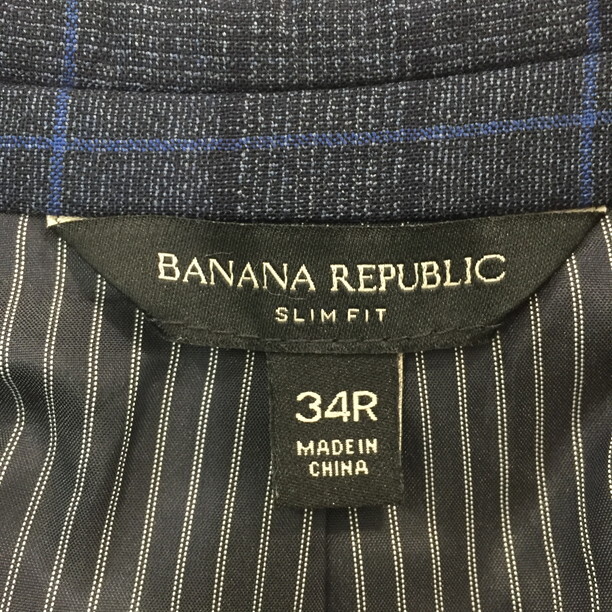 BANANA REPUBLIC
SLIM FIT
34R
MADE IN
CHINA